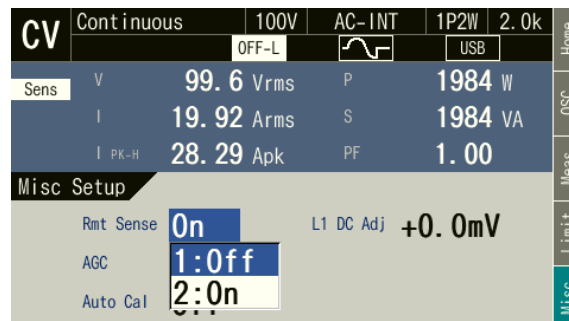 CV Continuous 100V AC-INT 1P2W 2.0k
OFF-L USB
Home
Sens V 99.6 Vrms P 1984 W
OSC
I 19.92 Arms S 1984 VA
I PK-H 28.29 Apk PF 1.00
Meas
Misc Setup
Rmt Sense On L1 DC Adj +0.0mV
Limit
AGC 1:Off
Auto Cal 2:On
Misc